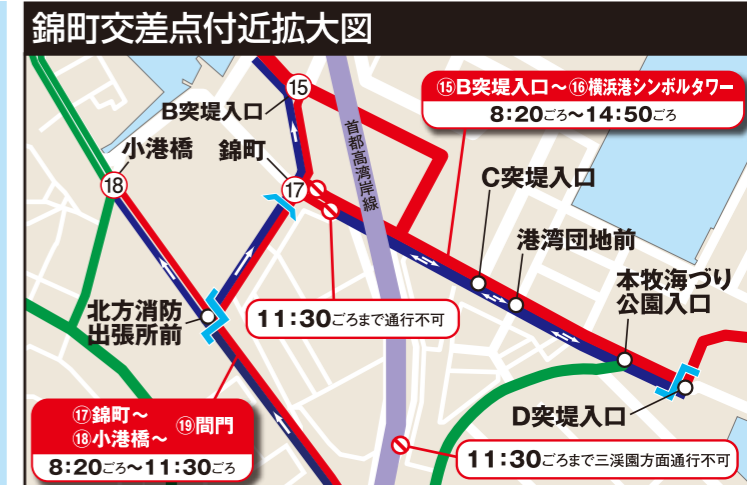 錦町交差点付近拡大図
⑮B突堤入口〜⑯横浜港シンボルタワー
8:20ごろ〜14:50ごろ
⑮
B突堤入口
首都高湾岸線
小港橋
錦町
⑱
⑰
C突堤入口
港湾団地前
本牧海づり
公園入口
北方消防
出張所前
11:30ごろまで通行不可
D突堤入口
⑰錦町〜
⑱小港橋〜
⑲間門
8:20ごろ〜11:30ごろ
11:30ごろまで三渓園方面通行不可